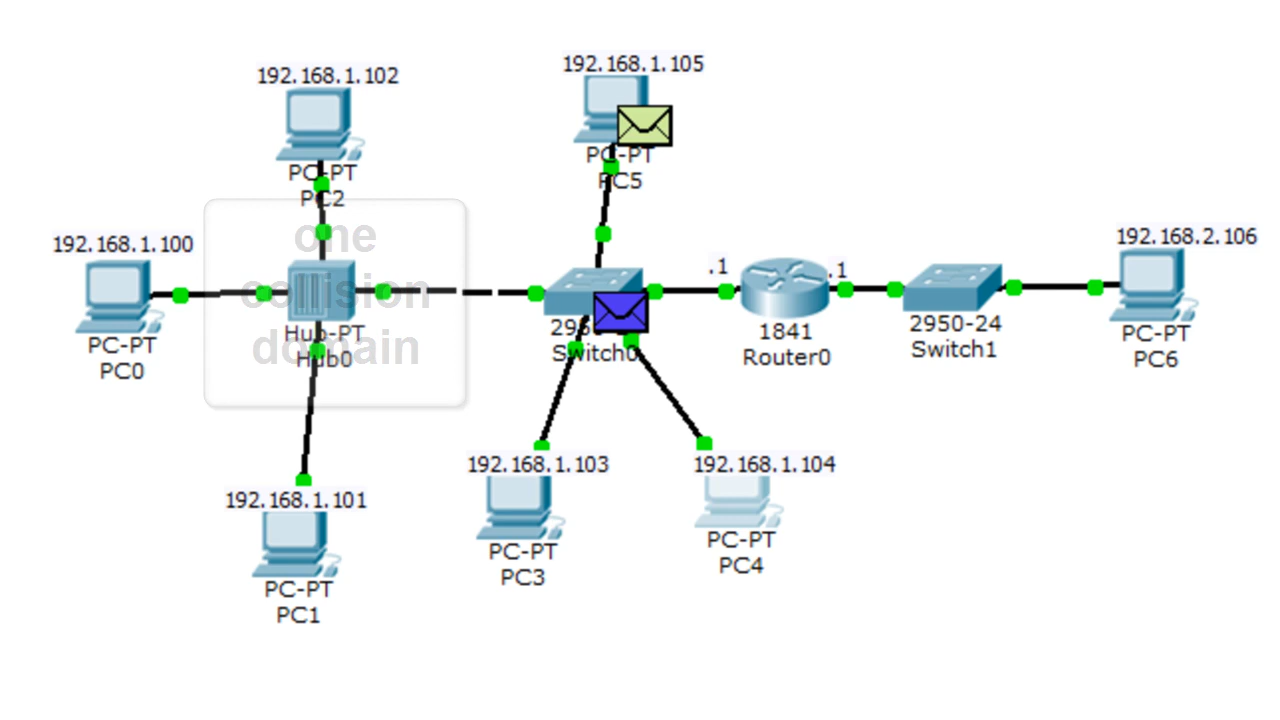 192.168.1.102
PC-PT
PC2
192.168.1.105
PC-PT
PC5
192.168.1.100
PC-PT
PC0
one
collision
domain
Hub-PT
Hub0
192.168.1.101
PC-PT
PC1
Switch0
192.168.1.103
PC-PT
PC3
192.168.1.104
PC-PT
PC4
.1
.1
1841
Router0
2950-24
Switch1
192.168.2.106
PC-PT
PC6